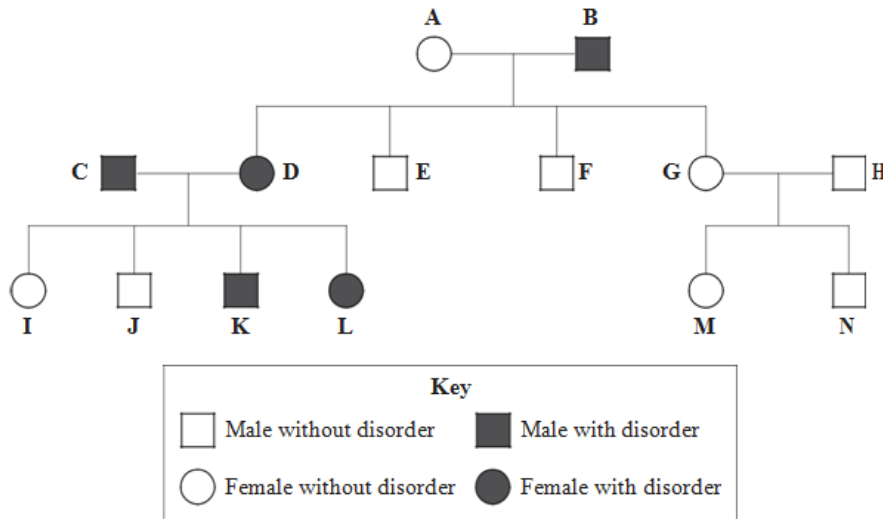 A B
C D E F G H
I J K L M N
Key
Male without disorder Male with disorder
Female without disorder Female with disorder